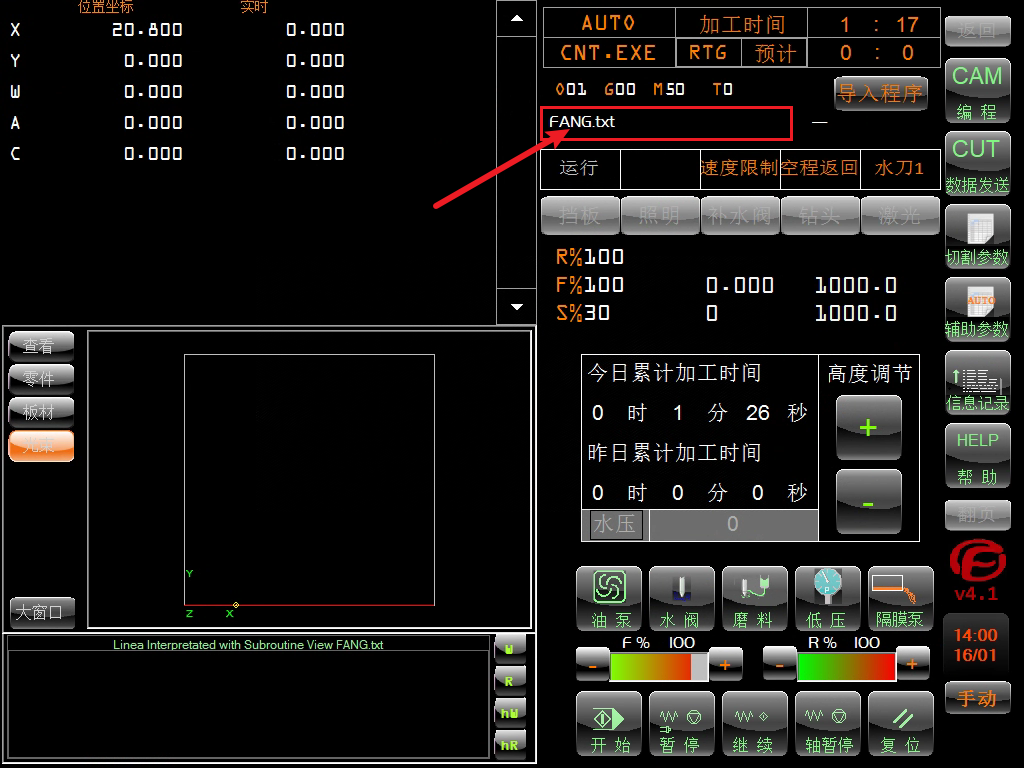 位置坐标 实时
X 20.800 0.000
Y 0.000 0.000
W 0.000 0.000
A 0.000 0.000
C 0.000 0.000
AUTO 加工时间 1 : 17
CNT.EXE RTG 预计 0 : 0
O01 G00 M50 T0 导入程序
FANG.txt —
运行 速度限制 空程返回 水刀1
挡板 照明 补水阀 钻头 激光
R%100
F%100 0.000 1000.0
S%30 0 1000.0
今日累计加工时间
0 时 1 分 26 秒
昨日累计加工时间
0 时 0 分 0 秒
水压 0
高度调节
+
-
查看
零件
板材
光束
大窗口
Y
Z X
Linea Interpretated with Subroutine View FANG.txt
W
R
hW
hR
油泵 水阀 磨料 低压 隔膜泵
F % 100 R % 100
- + - +
开始 暂停 继续 轴暂停 复位
返回
CAM
编程
CUT
数据发送
切割参数
AUTO
辅助参数
信息记录
HELP
帮助
翻页
v4.1
14:00
16/01
手动